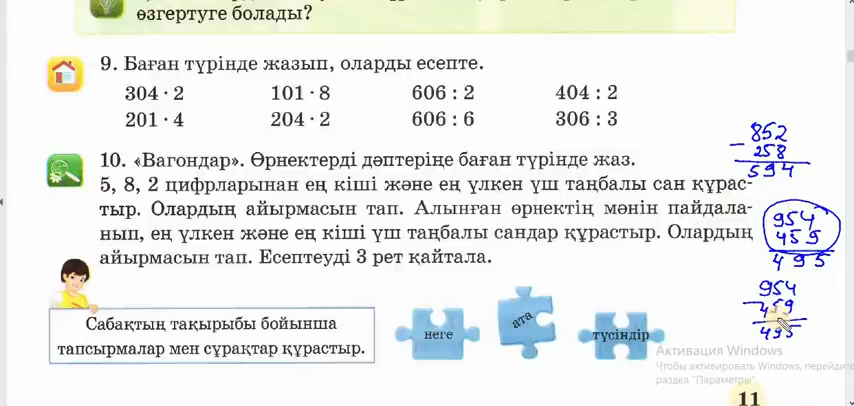 өзгертуге болады?
9. Баған түрінде жазып, оларды есепте.
304 · 2 101 · 8 606 : 2 404 : 2
201 · 4 204 · 2 606 : 6 306 : 3
10. «Вагондар». Өрнектерді дәптеріңе баған түрінде жаз.
5, 8, 2 цифрларынан ең кіші және ең үлкен үш таңбалы сан құрас-
тыр. Олардың айырмасын тап. Алынған өрнектің мәнін пайдала-
нып, ең үлкен және ең кіші үш таңбалы сандар құрастыр. Олардың
айырмасын тап. Есептеуді 3 рет қайтала.
852
- 258
594
954
459
495
954
- 459
495
Сабақтың тақырыбы бойынша
тапсырмалар мен сұрақтар құрастыр.
неге
ата
түсіндір
Активация Windows
Чтобы активировать Windows, перейдите
раздел "Параметры".
11